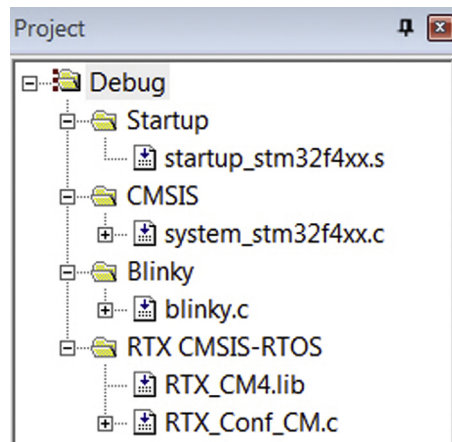 Project
Debug
Startup
startup_stm32f4xx.s
CMSIS
system_stm32f4xx.c
Blinky
blinky.c
RTX CMSIS-RTOS
RTX_CM4.lib
RTX_Conf_CM.c